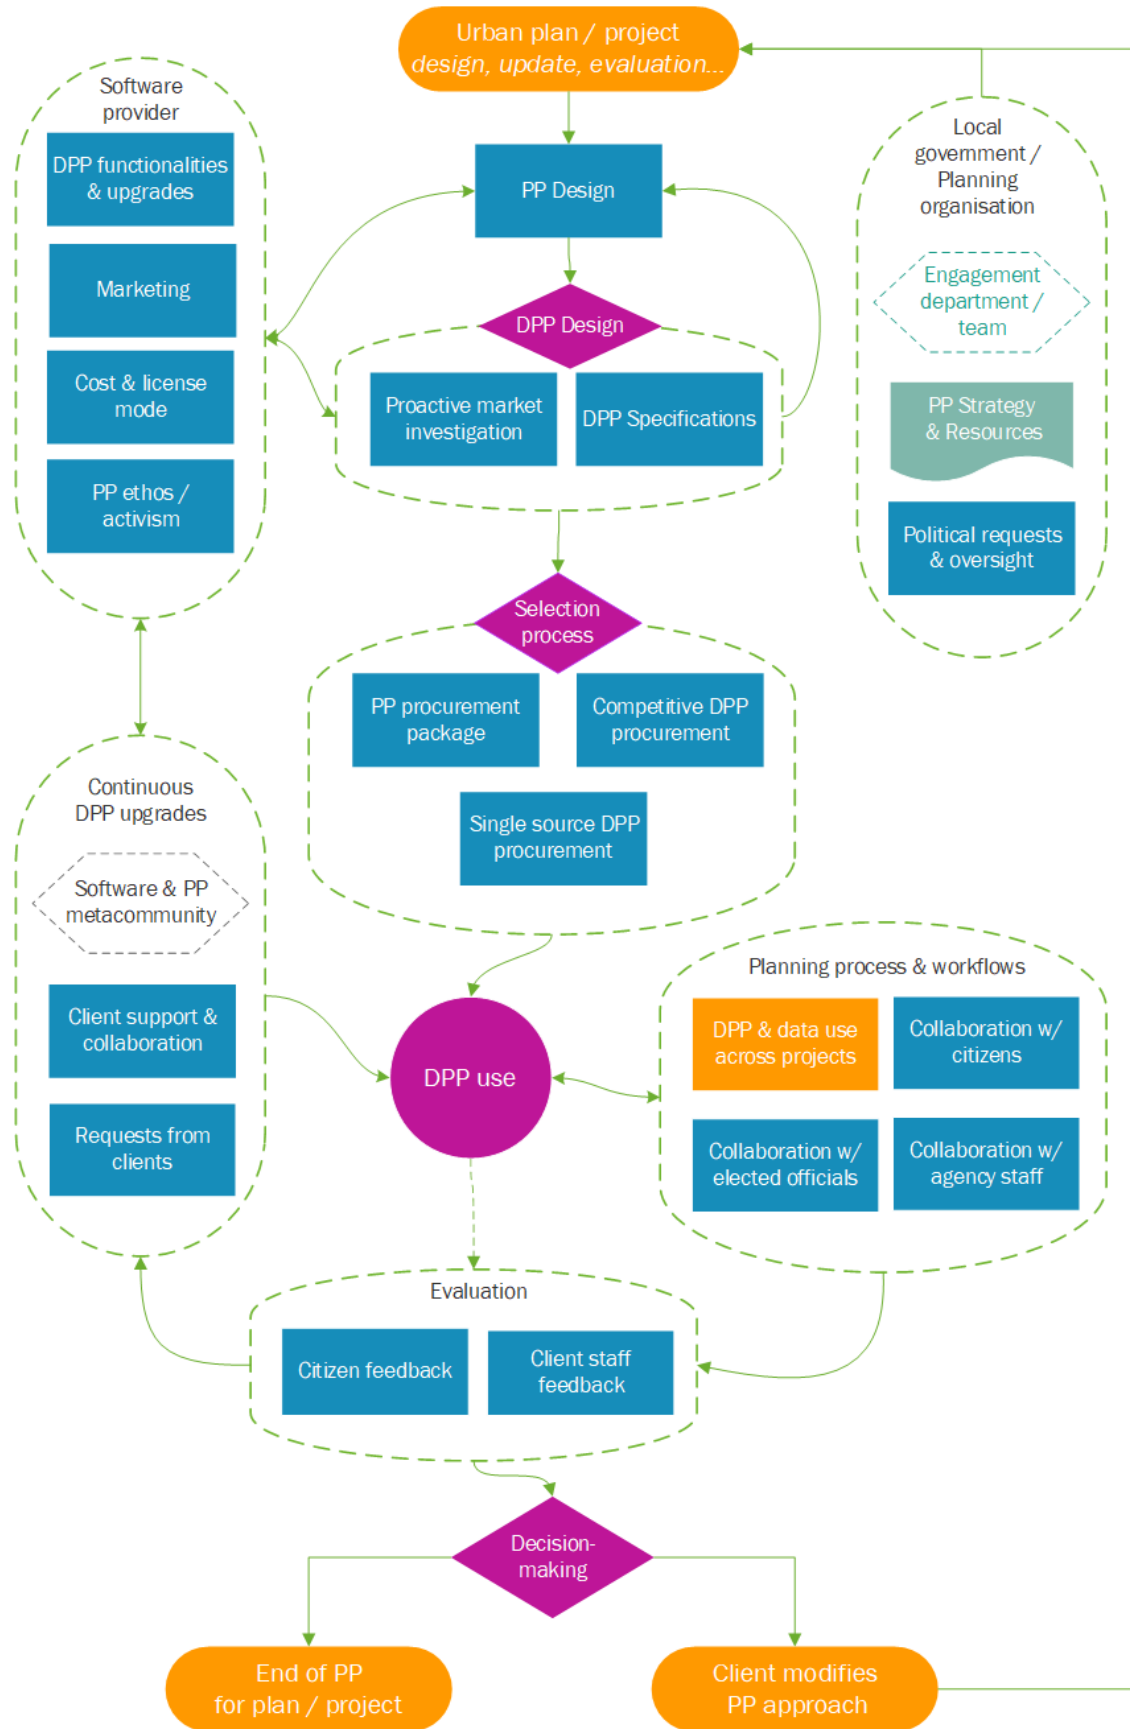 Urban plan / project
design, update, evaluation...
Software
provider
DPP functionalities
& upgrades
Marketing
Cost & license
mode
PP ethos /
activism
PP Design
DPP Design
Proactive market
investigation
DPP Specifications
Local
government /
Planning
organisation
Engagement
department /
team
PP Strategy
& Resources
Political requests
& oversight
Selection
process
PP procurement
package
Competitive DPP
procurement
Single source DPP
procurement
Continuous
DPP upgrades
Software & PP
metacommunity
Client support &
collaboration
Requests from
clients
DPP use
Planning process & workflows
DPP & data use
across projects
Collaboration w/
citizens
Collaboration w/
elected officials
Collaboration w/
agency staff
Evaluation
Citizen feedback
Client staff
feedback
Decision-
making
End of PP
for plan / project
Client modifies
PP approach